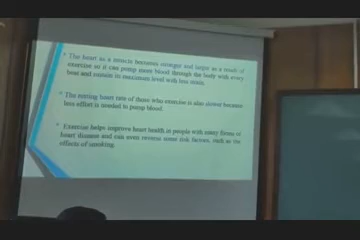 The heart as a muscle becomes stronger and larger as a result of
exercise so it can pump more blood through the body with every
beat and sustain its maximum level with less strain.
The resting heart rate of those who exercise is also slower because
less effort is needed to pump blood.
Exercise helps improve heart health in people with many forms of
heart disease and can even reverse some risk factors, such as the
effects of smoking.